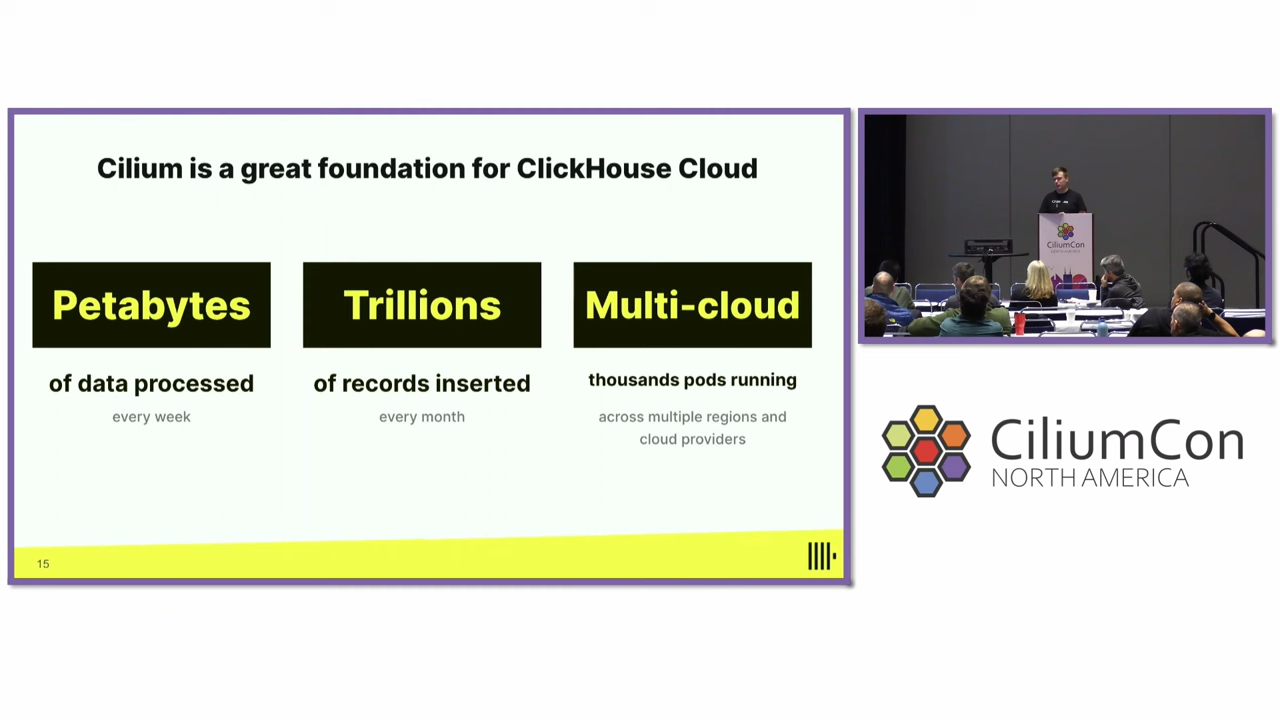 Cilium is a great foundation for ClickHouse Cloud
Petabytes
of data processed
every week
Trillions
of records inserted
every month
Multi-cloud
thousands pods running
across multiple regions and
cloud providers
15
CiliumCon
CiliumCon
NORTH AMERICA